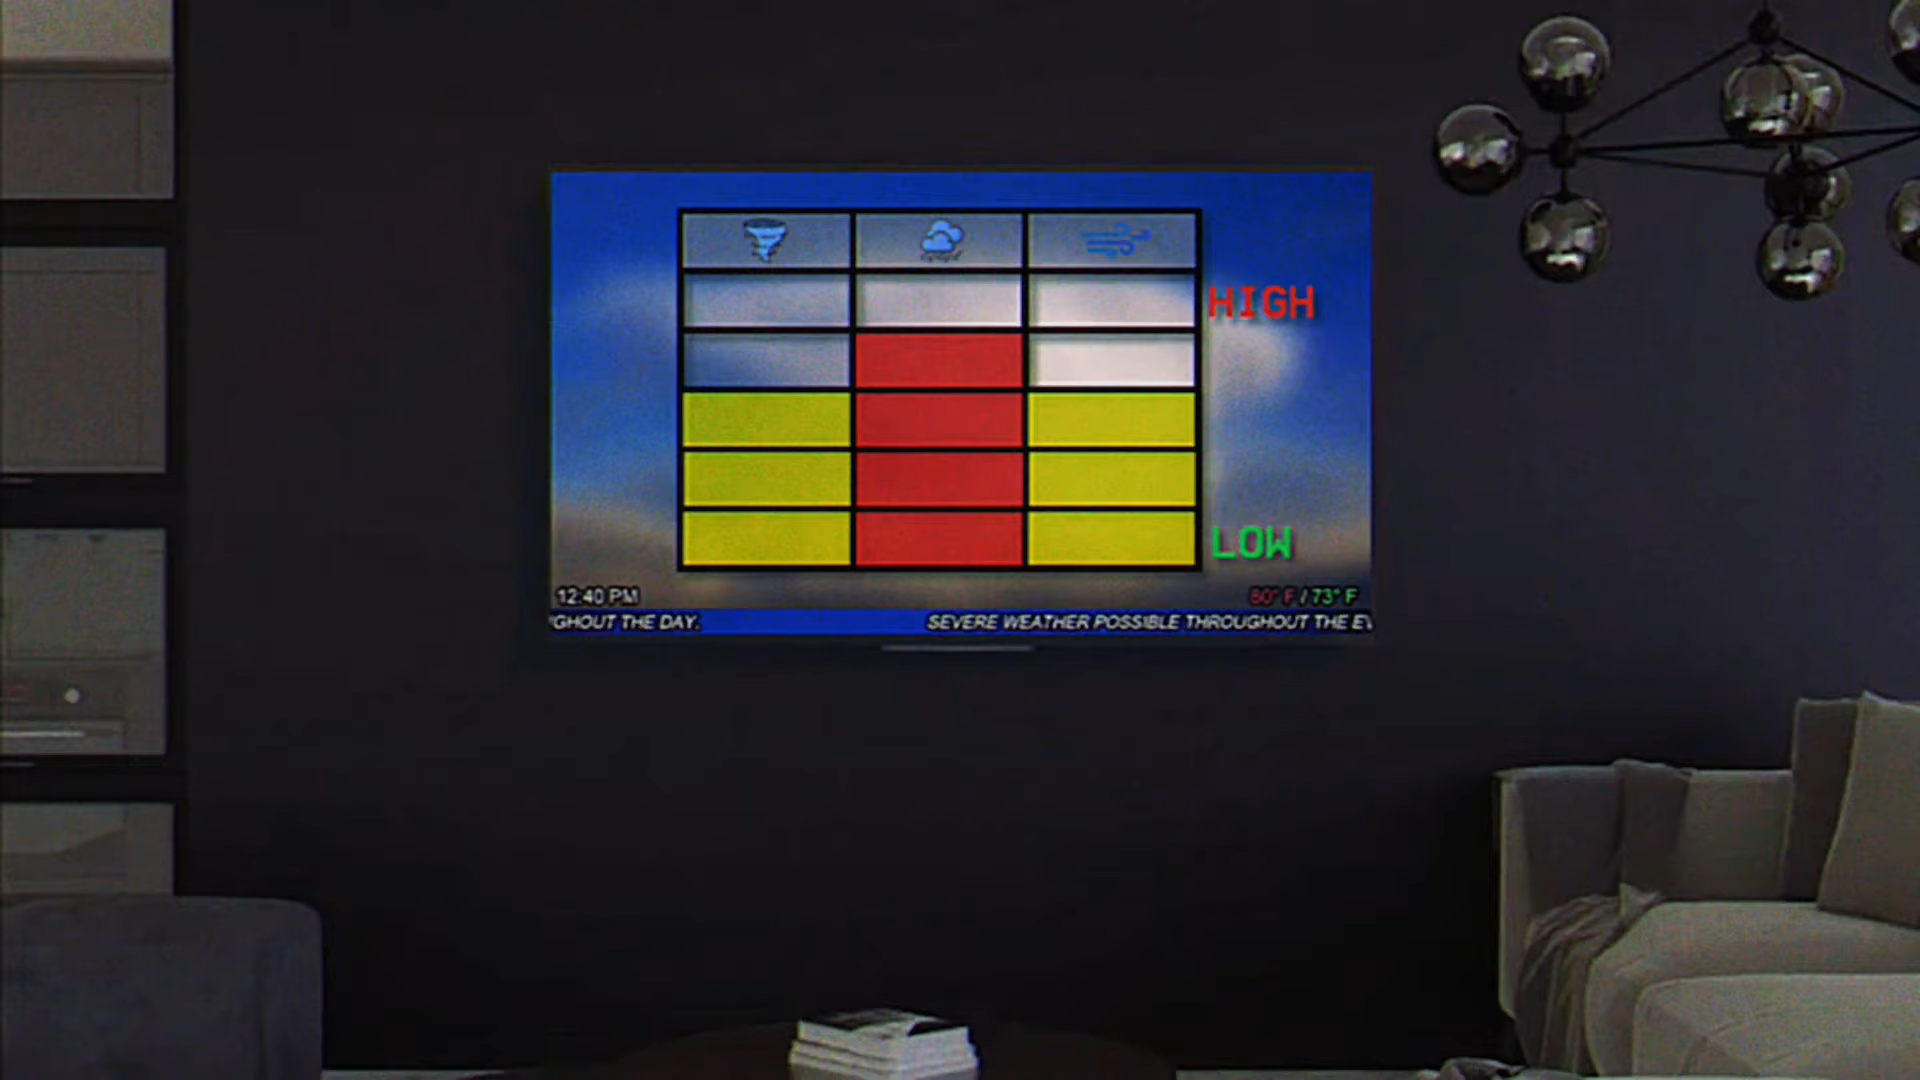 HIGH
LOW
12:40 PM
80° F / 73° F
GHOUT THE DAY. SEVERE WEATHER POSSIBLE THROUGHOUT THE